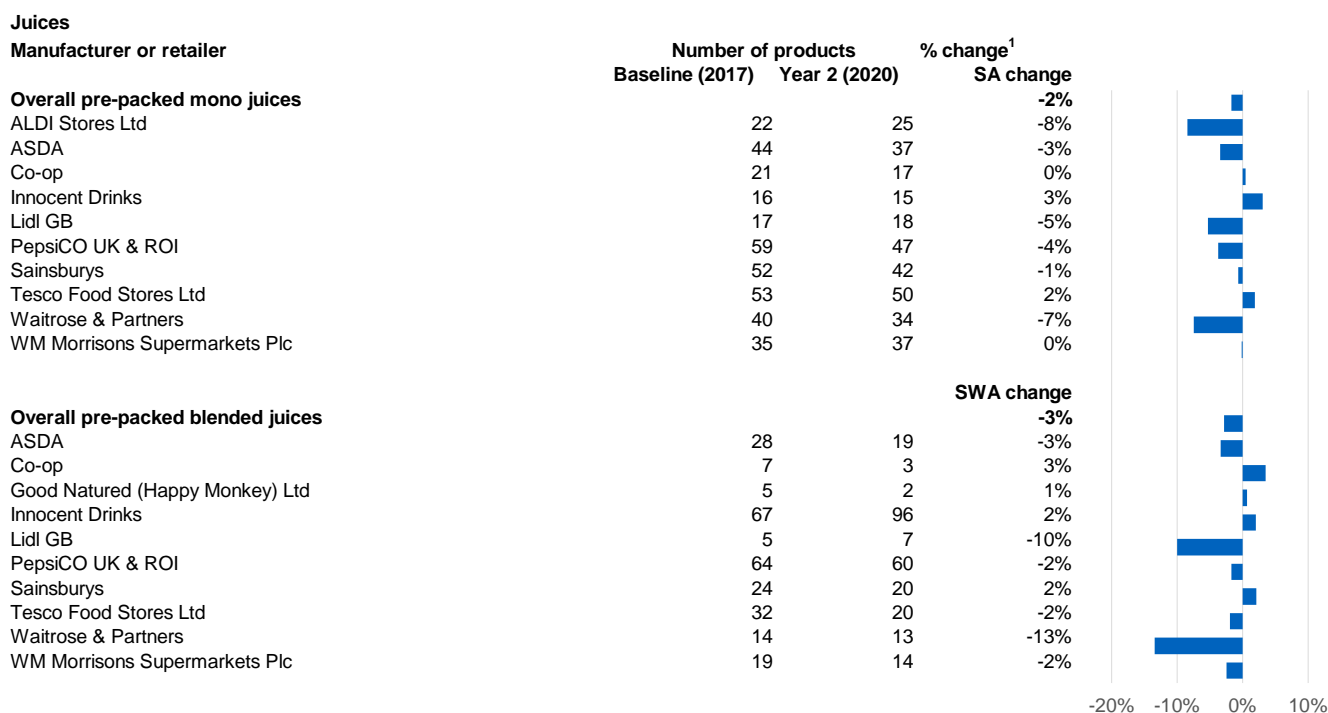 Juices
Manufacturer or retailer Number of products % change1
Baseline (2017) Year 2 (2020) SA change
Overall pre-packed mono juices -2%
ALDI Stores Ltd 22 25 -8%
ASDA 44 37 -3%
Co-op 21 17 0%
Innocent Drinks 16 15 3%
Lidl GB 17 18 -5%
PepsiCO UK & ROI 59 47 -4%
Sainsburys 52 42 -1%
Tesco Food Stores Ltd 53 50 2%
Waitrose & Partners 40 34 -7%
WM Morrisons Supermarkets Plc 35 37 0%
SWA change
Overall pre-packed blended juices -3%
ASDA 28 19 -3%
Co-op 7 3 3%
Good Natured (Happy Monkey) Ltd 5 2 1%
Innocent Drinks 67 96 2%
Lidl GB 5 7 -10%
PepsiCO UK & ROI 64 60 -2%
Sainsburys 24 20 2%
Tesco Food Stores Ltd 32 20 -2%
Waitrose & Partners 14 13 -13%
WM Morrisons Supermarkets Plc 19 14 -2%
-20% -10% 0% 10%